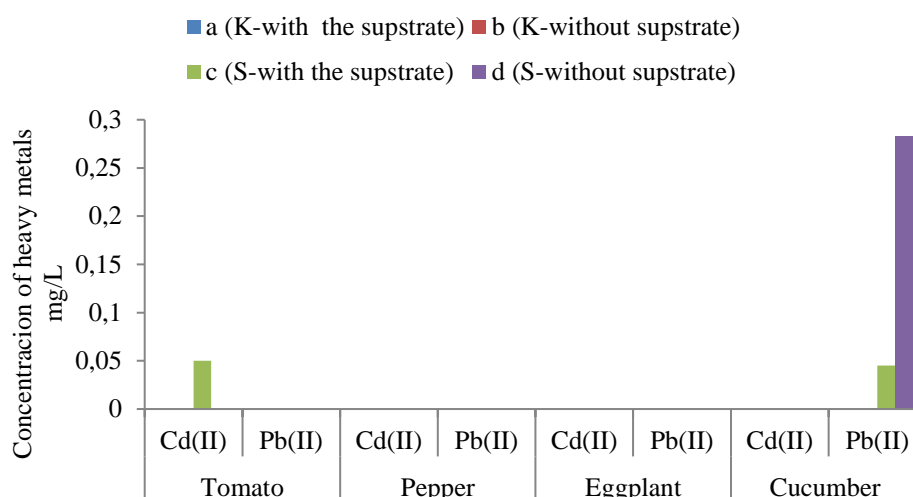 a (K-with the supstrate) b (K-without supstrate)
c (S-with the supstrate) d (S-without supstrate)
Concentracion of heavy metals
mg/L
0,3
0,25
0,2
0,15
0,1
0,05
0
Cd(II) Pb(II) Cd(II) Pb(II) Cd(II) Pb(II) Cd(II) Pb(II)
Tomato Pepper Eggplant Cucumber